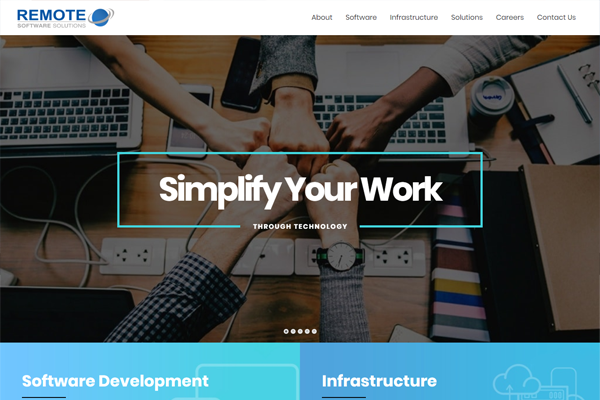 REMOTE
SOFTWARE SOLUTIONS
About Software Infrastructure Solutions Careers Contact Us
Simplify Your Work
THROUGH TECHNOLOGY
Software Development
Infrastructure